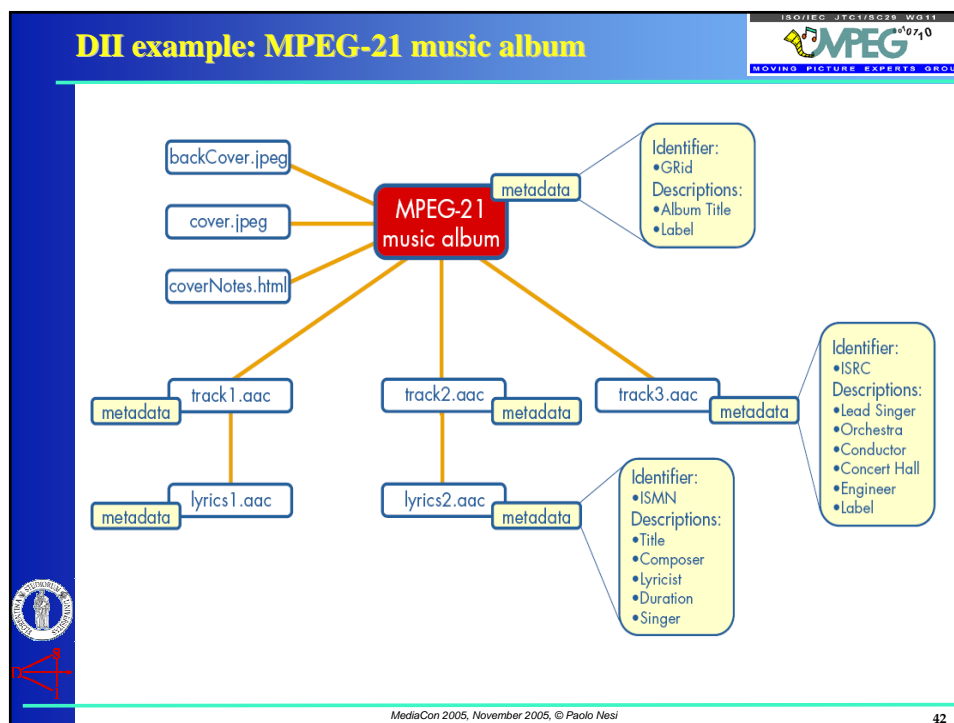 ISO/IEC JTC1/SC29 WG11
DII example: MPEG-21 music album
MPEG
MOVING PICTURE EXPERTS GROU
backCover.jpeg
cover.jpeg
coverNotes.html
MPEG-21
music album
metadata
Identifier:
•GRid
Descriptions:
•Album Title
•Label
track1.aac
metadata
track2.aac
metadata
track3.aac
metadata
Identifier:
•ISRC
Descriptions:
•Lead Singer
•Orchestra
•Conductor
•Concert Hall
•Engineer
•Label
lyrics1.aac
metadata
lyrics2.aac
metadata
Identifier:
•ISMN
Descriptions:
•Title
•Composer
•Lyricist
•Duration
•Singer
MediaCon 2005, November 2005, © Paolo Nesi
42